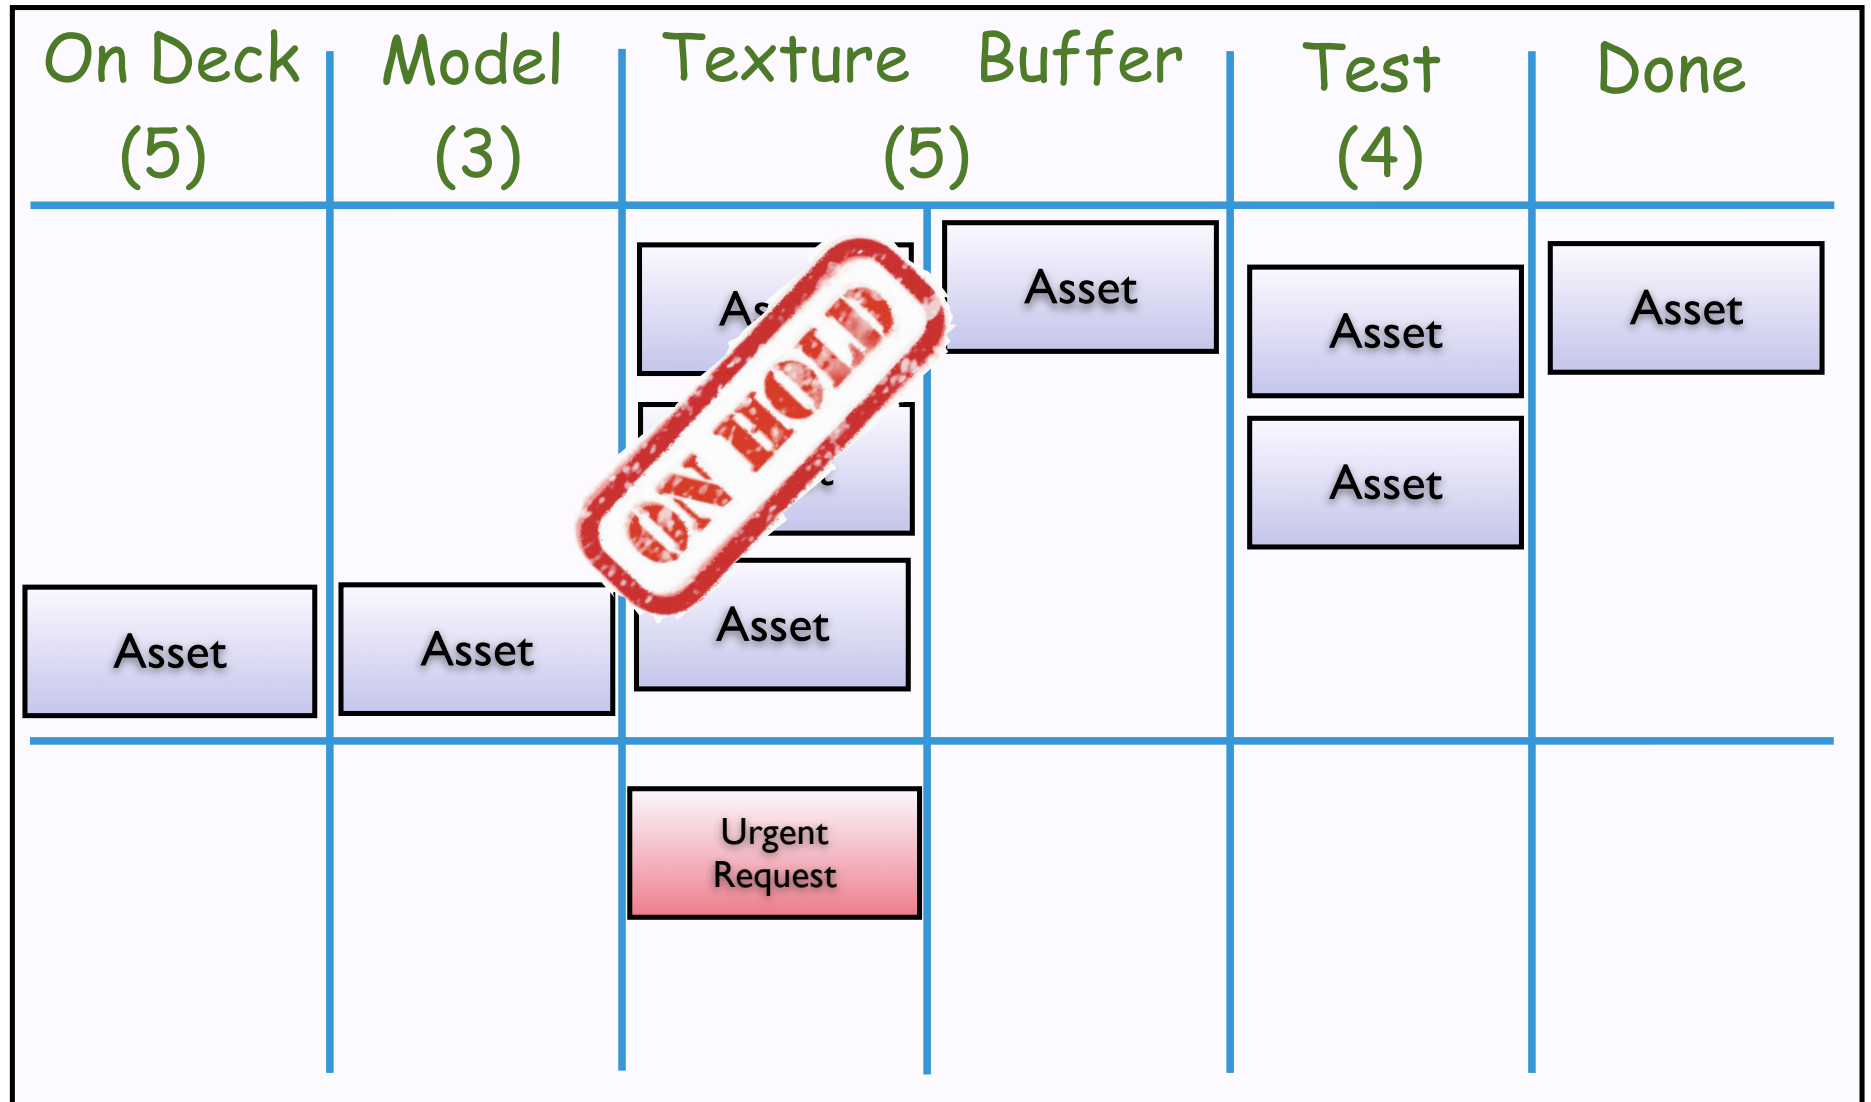 On Deck Model Texture Buffer Test Done
(5) (3) (5) (4)
Asset
Asset
Asset
Asset
ON HOLD
Asset
Asset
Asset
Asset
Urgent
Request